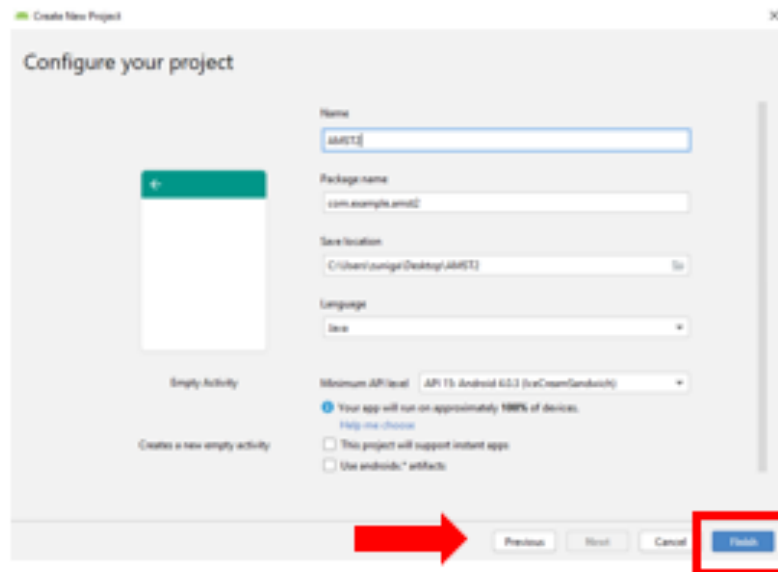 Create New Project
Configure your project
Name
AMST2
Package name
com.example.amst2
Save location
C:\Users\zuniga\Desktop\AMST2
Language
Java
Empty Activity
Minimum API level API 15: Android 4.0.3 (IceCreamSandwich)
Your app will run on approximately 100% of devices.
Help me choose
Creates a new empty activity
This project will support instant apps
Use androidx.* artifacts
Previous Next Cancel Finish